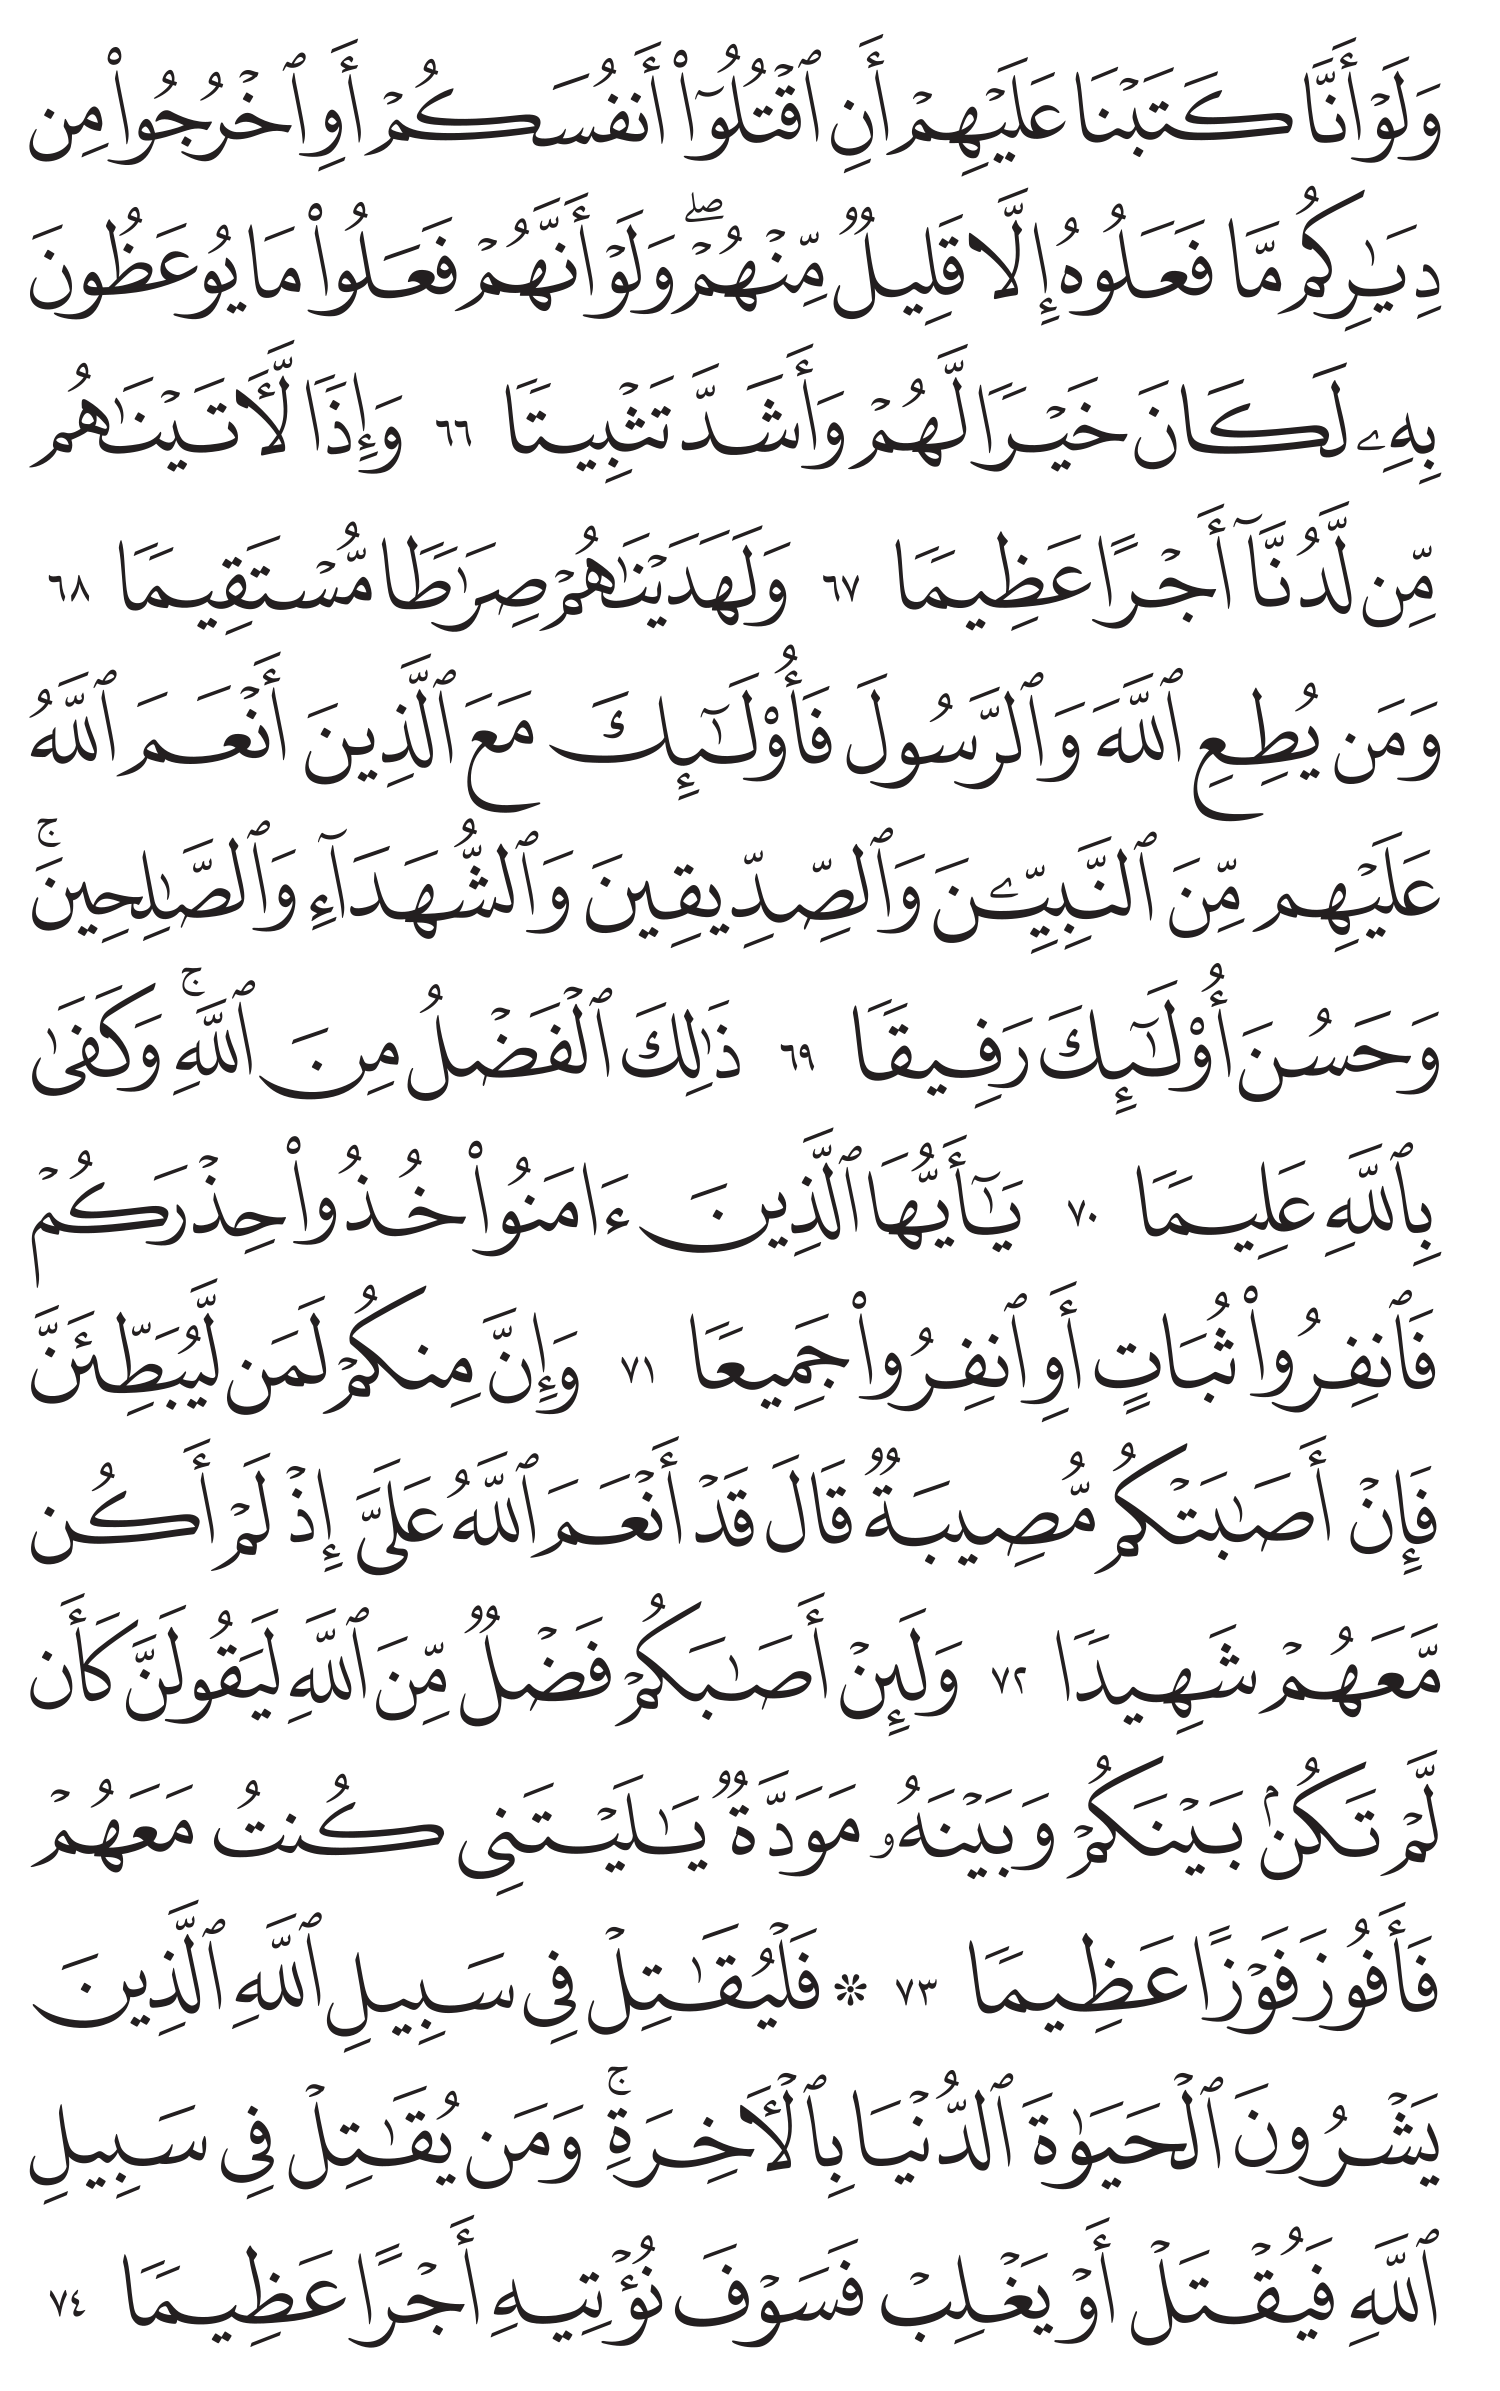 وَلَوۡ أَنَّا كَتَبۡنَا عَلَيۡهِمۡ أَنِ ٱقۡتُلُوٓاْ أَنفُسَكُمۡ أَوِ ٱخۡرُجُواْ مِن
دِيَٰرِكُم مَّا فَعَلُوهُ إِلَّا قَلِيلٞ مِّنۡهُمۡۖ وَلَوۡ أَنَّهُمۡ فَعَلُواْ مَا يُوعَظُونَ
بِهِۦ لَكَانَ خَيۡرٗا لَّهُمۡ وَأَشَدَّ تَثۡبِيتٗا ٦٦ وَإِذٗا لَّأٓتَيۡنَٰهُم
مِّن لَّدُنَّآ أَجۡرًا عَظِيمٗا ٦٧ وَلَهَدَيۡنَٰهُمۡ صِرَٰطٗا مُّسۡتَقِيمٗا ٦٨
وَمَن يُطِعِ ٱللَّهَ وَٱلرَّسُولَ فَأُوْلَٰٓئِكَ مَعَ ٱلَّذِينَ أَنۡعَمَ ٱللَّهُ
عَلَيۡهِم مِّنَ ٱلنَّبِيِّـۧنَ وَٱلصِّدِّيقِينَ وَٱلشُّهَدَآءِ وَٱلصَّٰلِحِينَۚ
وَحَسُنَ أُوْلَٰٓئِكَ رَفِيقٗا ٦٩ ذَٰلِكَ ٱلۡفَضۡلُ مِنَ ٱللَّهِۚ وَكَفَىٰ
بِٱللَّهِ عَلِيمٗا ٧٠ يَٰٓأَيُّهَا ٱلَّذِينَ ءَامَنُواْ خُذُواْ حِذۡرَكُمۡ
فَٱنفِرُواْ ثُبَاتٍ أَوِ ٱنفِرُواْ جَمِيعٗا ٧١ وَإِنَّ مِنكُمۡ لَمَن لَّيُبَطِّئَنَّ
فَإِنۡ أَصَٰبَتۡكُم مُّصِيبَةٞ قَالَ قَدۡ أَنۡعَمَ ٱللَّهُ عَلَيَّ إِذۡ لَمۡ أَكُن
مَّعَهُمۡ شَهِيدٗا ٧٢ وَلَئِنۡ أَصَٰبَكُمۡ فَضۡلٞ مِّنَ ٱللَّهِ لَيَقُولَنَّ كَأَن
لَّمۡ تَكُنۢ بَيۡنَكُمۡ وَبَيۡنَهُۥ مَوَدَّةٞ يَٰلَيۡتَنِي كُنتُ مَعَهُمۡ
فَأَفُوزَ فَوۡزًا عَظِيمٗا ٧٣ ۞ فَلۡيُقَٰتِلۡ فِي سَبِيلِ ٱللَّهِ ٱلَّذِينَ
يَشۡرُونَ ٱلۡحَيَوٰةَ ٱلدُّنۡيَا بِٱلۡأٓخِرَةِۚ وَمَن يُقَٰتِلۡ فِي سَبِيلِ
ٱللَّهِ فَيُقۡتَلۡ أَوۡ يَغۡلِبۡ فَسَوۡفَ نُؤۡتِيهِ أَجۡرًا عَظِيمٗا ٧٤